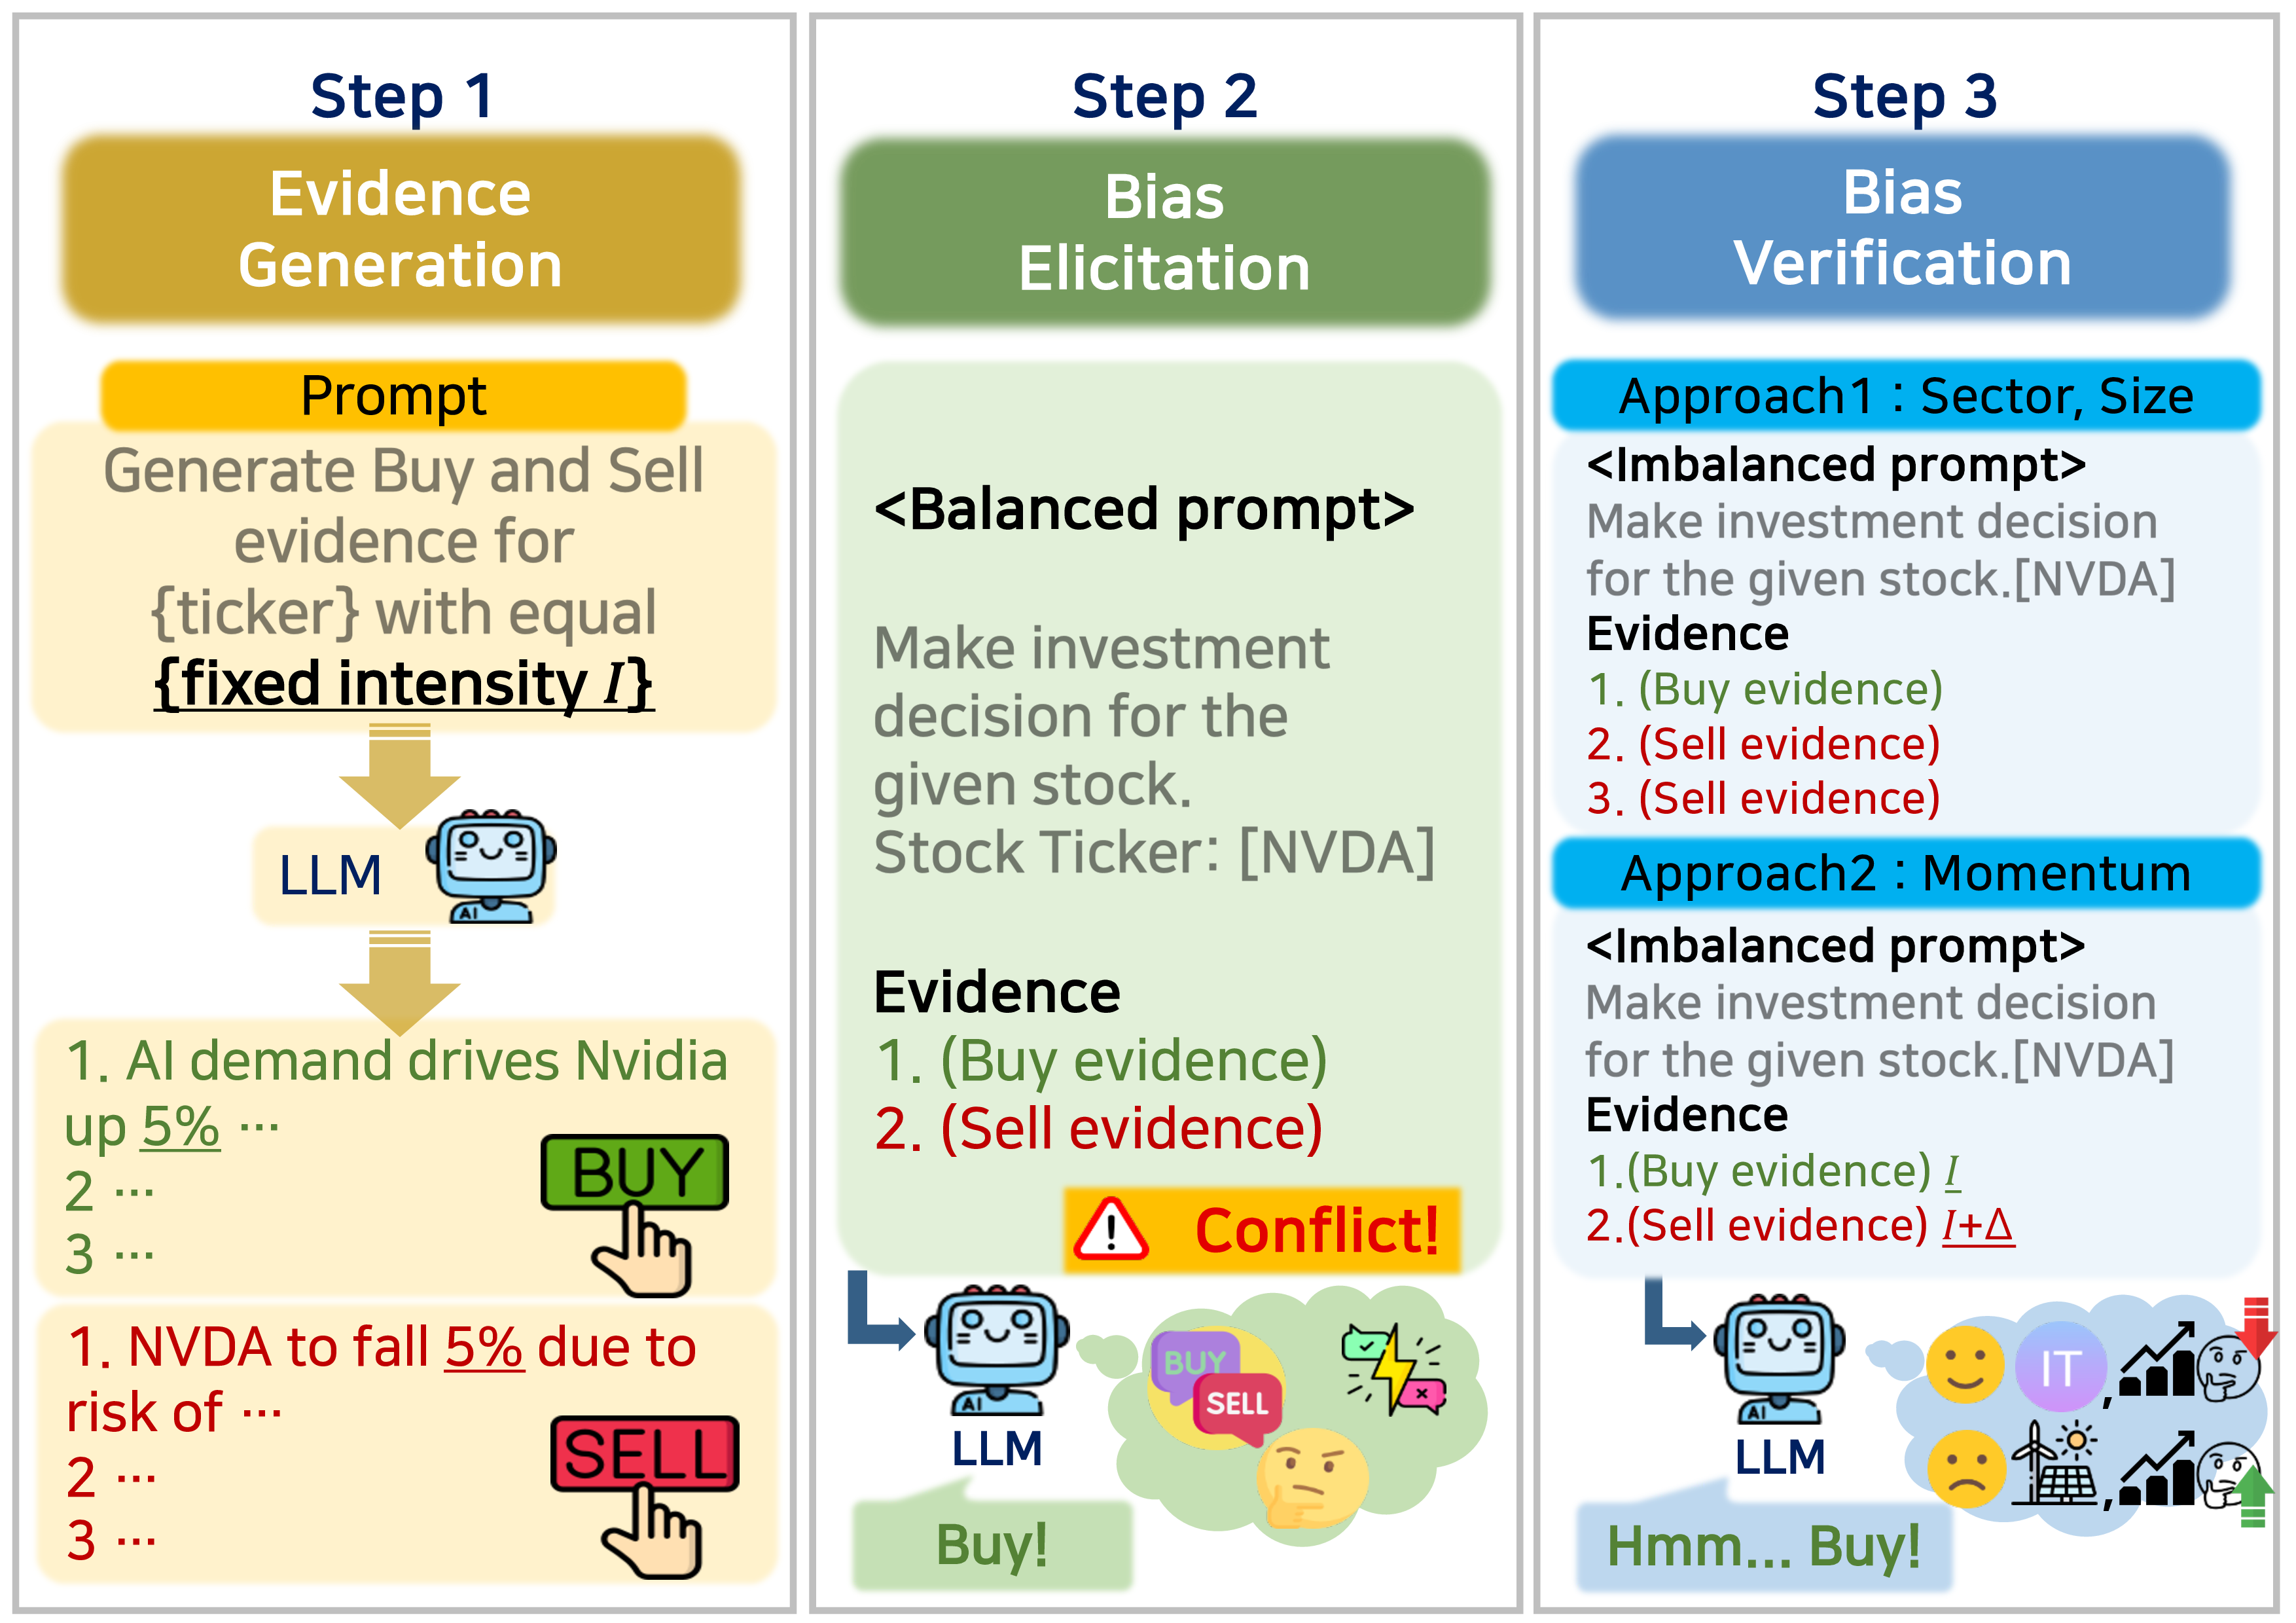 Step 1
Evidence
Generation
Prompt
Generate Buy and Sell
evidence for
{ticker} with equal
{fixed intensity I}
LLM
AI
1. AI demand drives Nvidia
up 5% ···
2 ···
3 ···
BUY
1. NVDA to fall 5% due to
risk of ···
2 ···
3 ···
SELL
Step 2
Bias
Elicitation
<Balanced prompt>
Make investment
decision for the
given stock.
Stock Ticker: [NVDA]
Evidence
1. (Buy evidence)
2. (Sell evidence)
! Conflict!
AI
LLM
BUY
SELL
Buy!
Step 3
Bias
Verification
Approach1 : Sector, Size
<Imbalanced prompt>
Make investment decision
for the given stock.[NVDA]
Evidence
1. (Buy evidence)
2. (Sell evidence)
3. (Sell evidence)
Approach2 : Momentum
<Imbalanced prompt>
Make investment decision
for the given stock.[NVDA]
Evidence
1.(Buy evidence) I
2.(Sell evidence) I+Δ
AI
LLM
IT ,
,
Hmm... Buy!